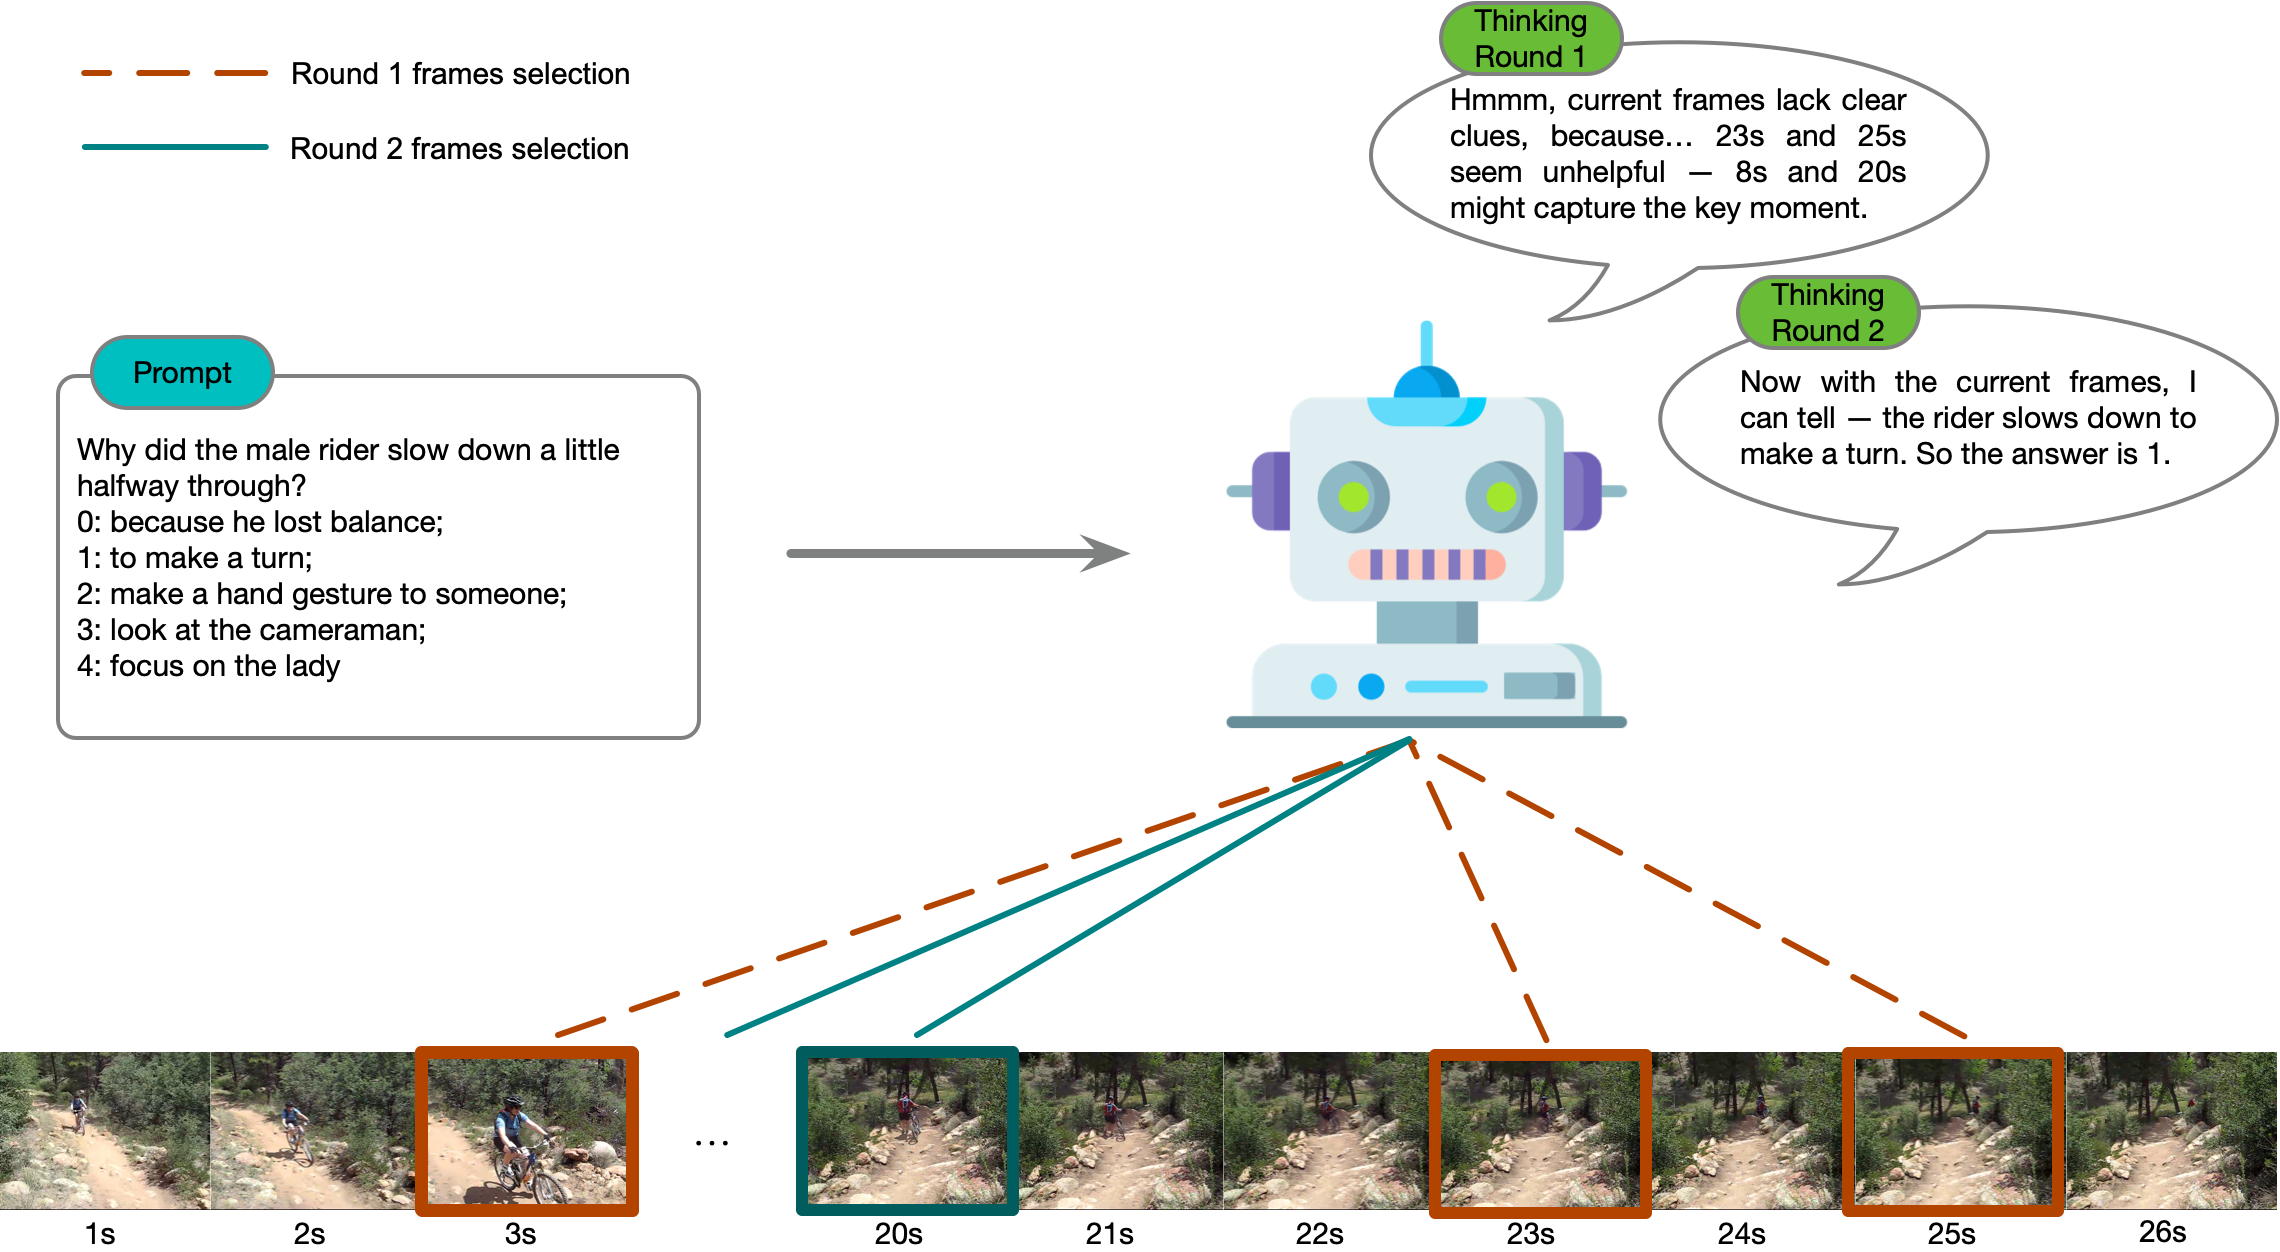 Round 1 frames selection
Round 2 frames selection
Thinking
Round 1
Hmmm, current frames lack clear
clues, because... 23s and 25s
seem unhelpful — 8s and 20s
might capture the key moment.
Thinking
Round 2
Now with the current frames, I
can tell — the rider slows down to
make a turn. So the answer is 1.
Prompt
Why did the male rider slow down a little
halfway through?
0: because he lost balance;
1: to make a turn;
2: make a hand gesture to someone;
3: look at the cameraman;
4: focus on the lady
...
1s
2s
3s
20s
21s
22s
23s
24s
25s
26s